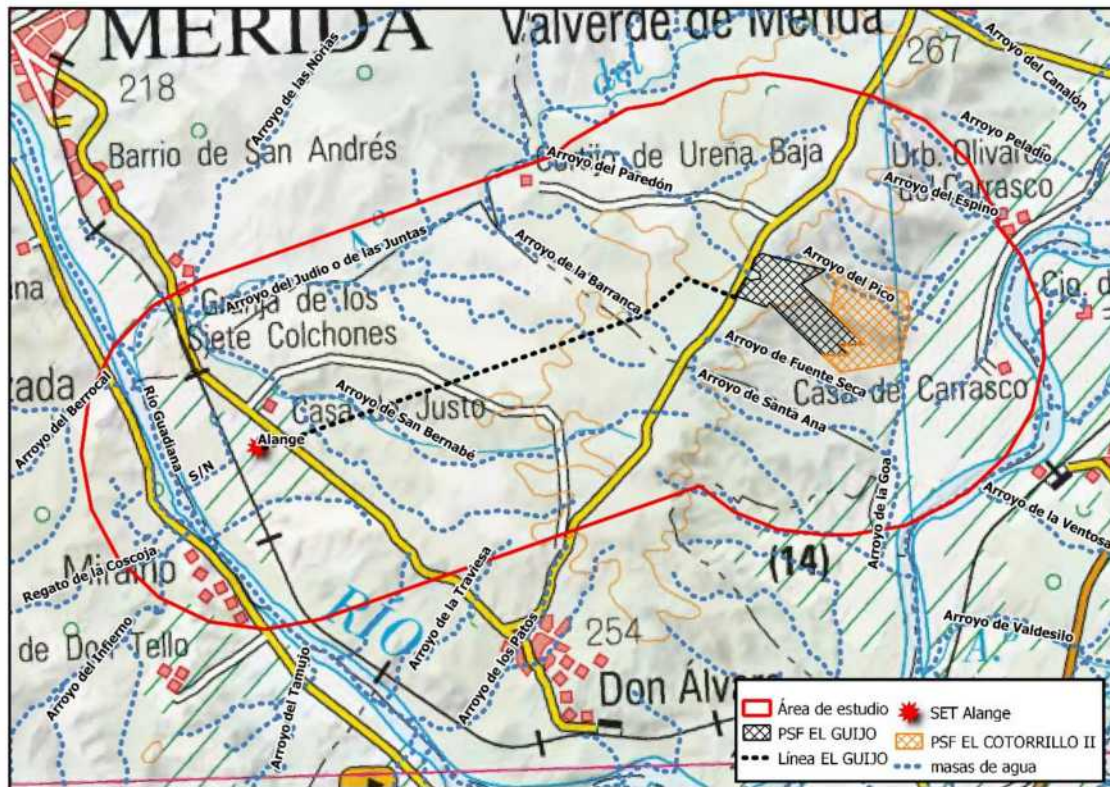 MERIDA
Valverde de Mérida
del
218
267
Arroyo de las Norias
Arroyo del Canalón
Barrio de San Andrés
Arroyo del Paredón
Ureña Baja
Arroyo Peladio
Urb. Olivares
del Carrasco
Arroyo del Espino
Arroyo del Judio o de las Juntas
Arroyo de la Barranca
Arroyo del Pico
Granja de los
Siete Colchones
Arroyo de Fuente Seca
Arroyo de Santa Ana
Casa de Carrasco
Arroyo del Berrocal
Río Guadiana
Casa
Justo
Arroyo de San Bernabé
Alange
S/N
Arroyo de la Goa
Arroyo de la Ventosa
(14)
Regato de la Coscoja
RÍO
Arroyo de la Traviesa
Arroyo de los Patos
254
Arroyo de Valdesilo
A.
de Don Tello
Arroyo del Infierno
Arroyo del Tamujo
Don
Área de estudio
SET Alange
PSF EL GUIJO
PSF EL COTORRILLO II
Línea EL GUIJO
masas de agua